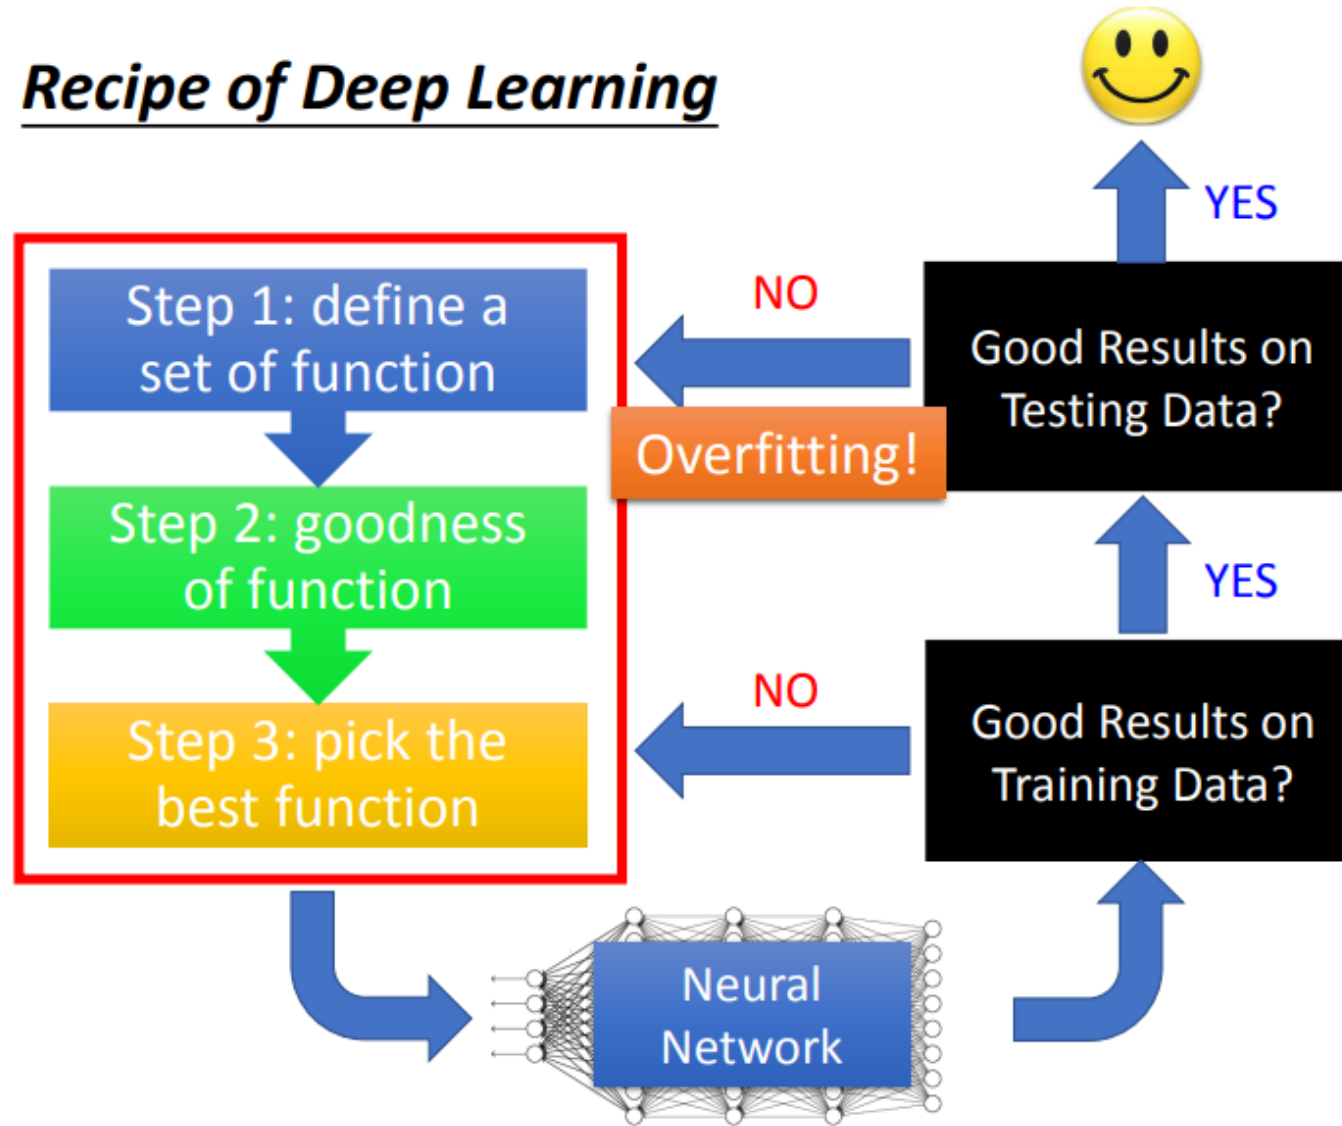 Recipe of Deep Learning
YES
Step 1: define a
set of function
NO
Good Results on
Testing Data?
Overfitting!
Step 2: goodness
of function
YES
NO
Step 3: pick the
best function
Good Results on
Training Data?
Neural
Network